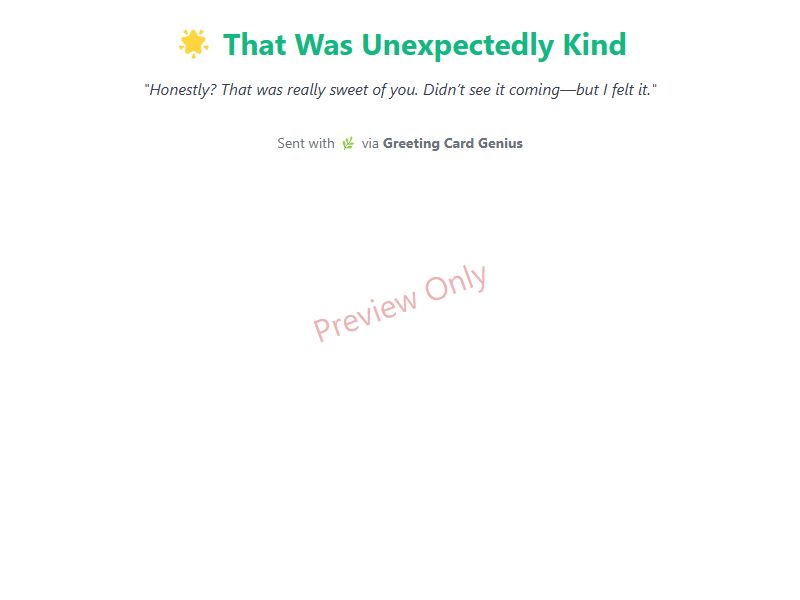 🌟 That Was Unexpectedly Kind
"Honestly? That was really sweet of you. Didn’t see it coming—but I felt it."
Sent with 🌿 via Greeting Card Genius
Preview Only